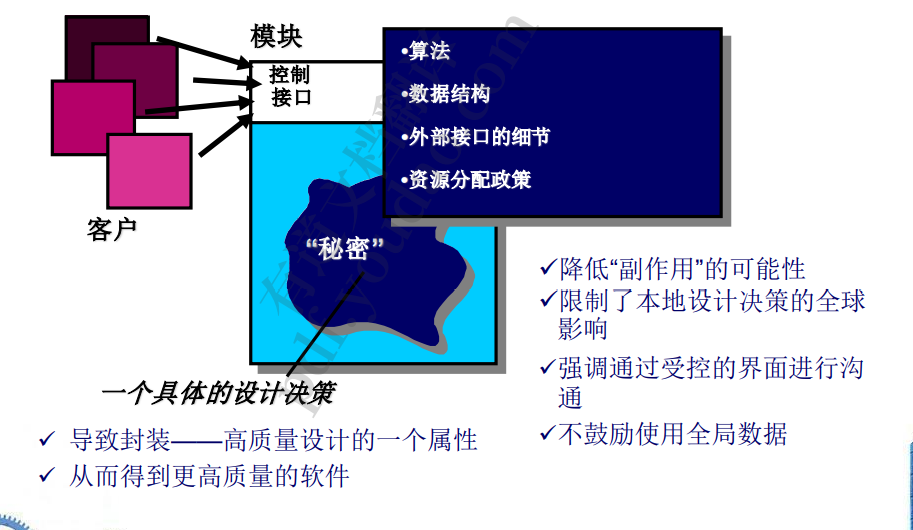 模块
控制
接口
•算法
•数据结构
•外部接口的细节
•资源分配政策
客户
“秘密”
一个具体的设计决策
✓ 导致封装——高质量设计的一个属性
✓ 从而得到更高质量的软件
✓降低“副作用”的可能性
✓限制了本地设计决策的全球
影响
✓强调通过受控的界面进行沟
通
✓不鼓励使用全局数据